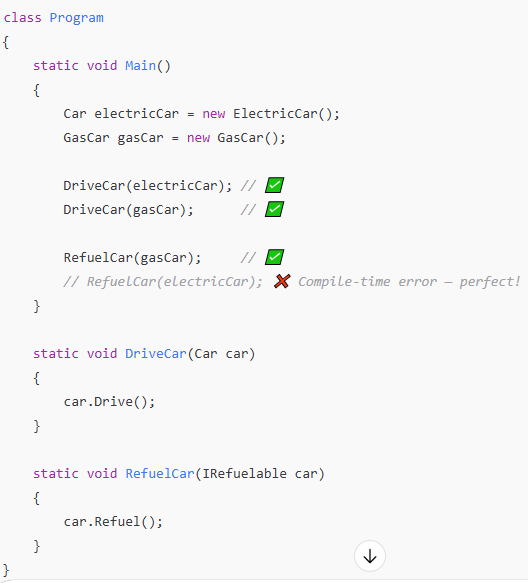 class Program
{
    static void Main()
    {
        Car electricCar = new ElectricCar();
        GasCar gasCar = new GasCar();

        DriveCar(electricCar); // ✅
        DriveCar(gasCar);      // ✅

        RefuelCar(gasCar);     // ✅
        // RefuelCar(electricCar); ❌ Compile-time error — perfect!
    }

    static void DriveCar(Car car)
    {
        car.Drive();
    }

    static void RefuelCar(IRefuelable car)
    {
        car.Refuel();
    }
}